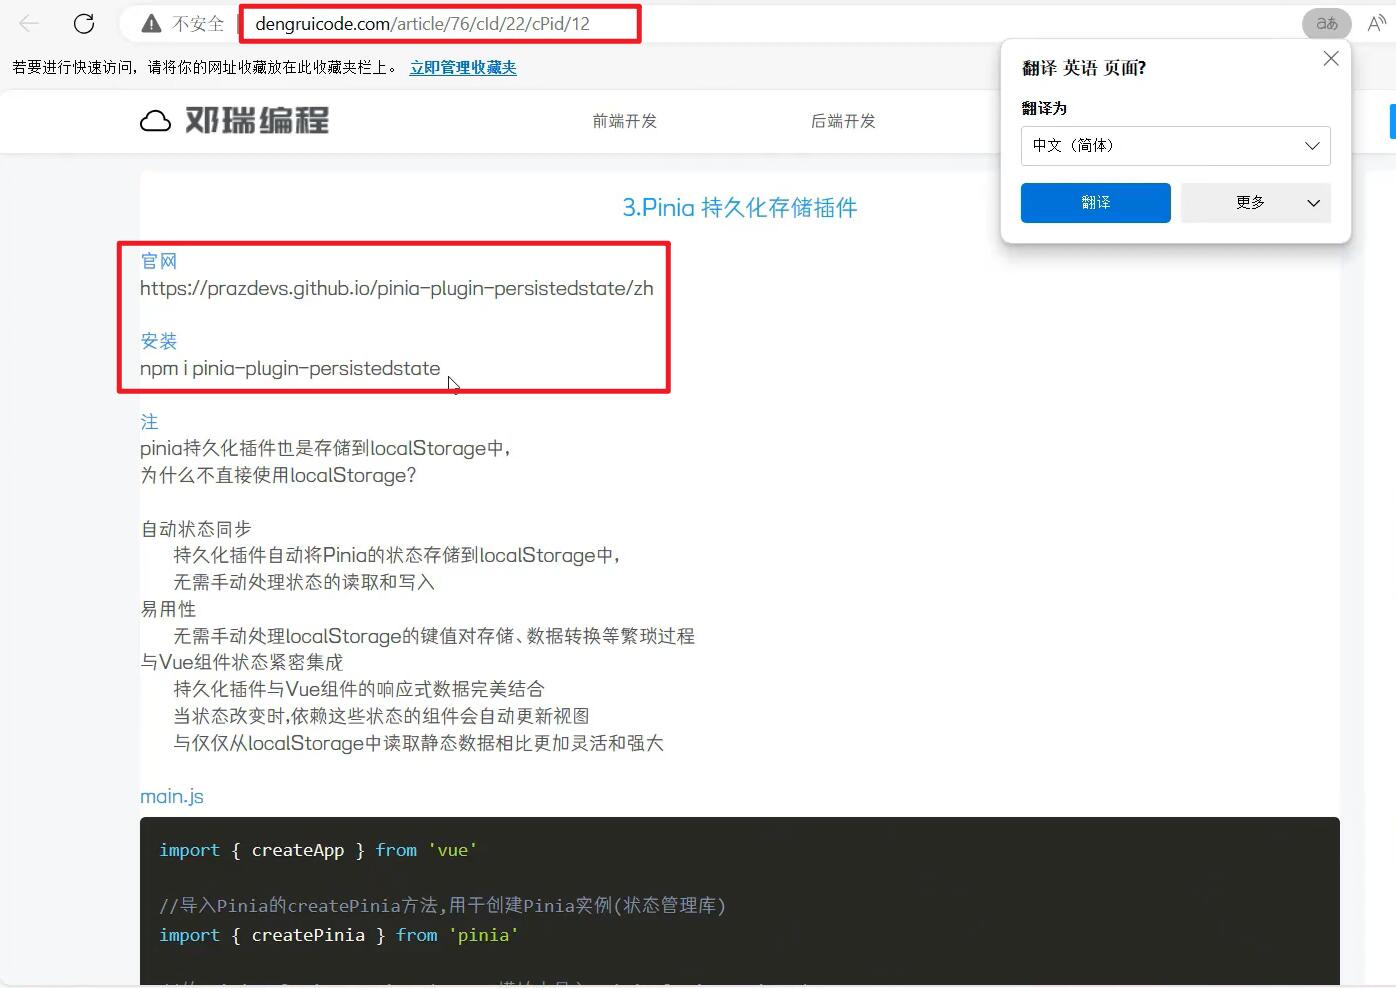 不安全
dengruicode.com/article/76/cId/22/cPid/12
aあ
若要进行快速访问，请将你的网址收藏放在此收藏夹栏上。 立即管理收藏夹
翻译 英语 页面?
翻译为
中文（简体）
翻译
更多
邓瑞编程
前端开发
后端开发
3.Pinia 持久化存储插件
官网
https://prazdevs.github.io/pinia-plugin-persistedstate/zh
安装
npm i pinia-plugin-persistedstate
注
pinia持久化插件也是存储到localStorage中,
为什么不直接使用localStorage?
自动状态同步
持久化插件自动将Pinia的状态存储到localStorage中,
无需手动处理状态的读取和写入
易用性
无需手动处理localStorage的键值对存储、数据转换等繁琐过程
与Vue组件状态紧密集成
持久化插件与Vue组件的响应式数据完美结合
当状态改变时,依赖这些状态的组件会自动更新视图
与仅仅从localStorage中读取静态数据相比更加灵活和强大
main.js
import { createApp } from 'vue'
//导入Pinia的createPinia方法,用于创建Pinia实例(状态管理库)
import { createPinia } from 'pinia'